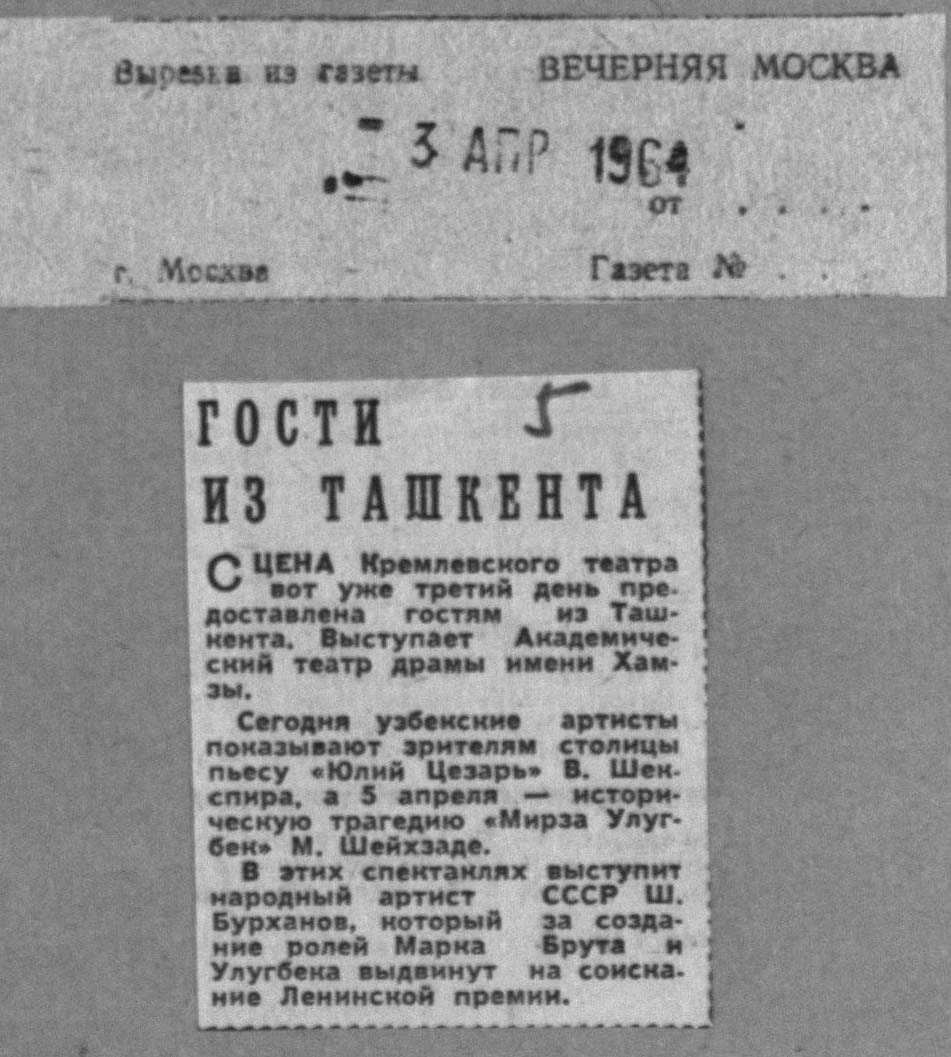 Вырезка из газеты ВЕЧЕРНЯЯ МОСКВА
3 АПР 1964
от . . . .
г. Москва Газета № . . .
5
ГОСТИ
ИЗ ТАШКЕНТА
СЦЕНА Кремлевского театра
вот уже третий день пре-
доставлена гостям из Таш-
кента. Выступает Академиче-
ский театр драмы имени Хам-
зы.
Сегодня узбекские артисты
показывают зрителям столицы
пьесу «Юлий Цезарь» В. Шек-
спира, а 5 апреля — истори-
ческую трагедию «Мирза Улуг-
бек» М. Шейхзаде.
В этих спектаклях выступит
народный артист СССР Ш.
Бурханов, который за созда-
ние ролей Марка Брута и
Улугбека выдвинут на соиска-
ние Ленинской премии.